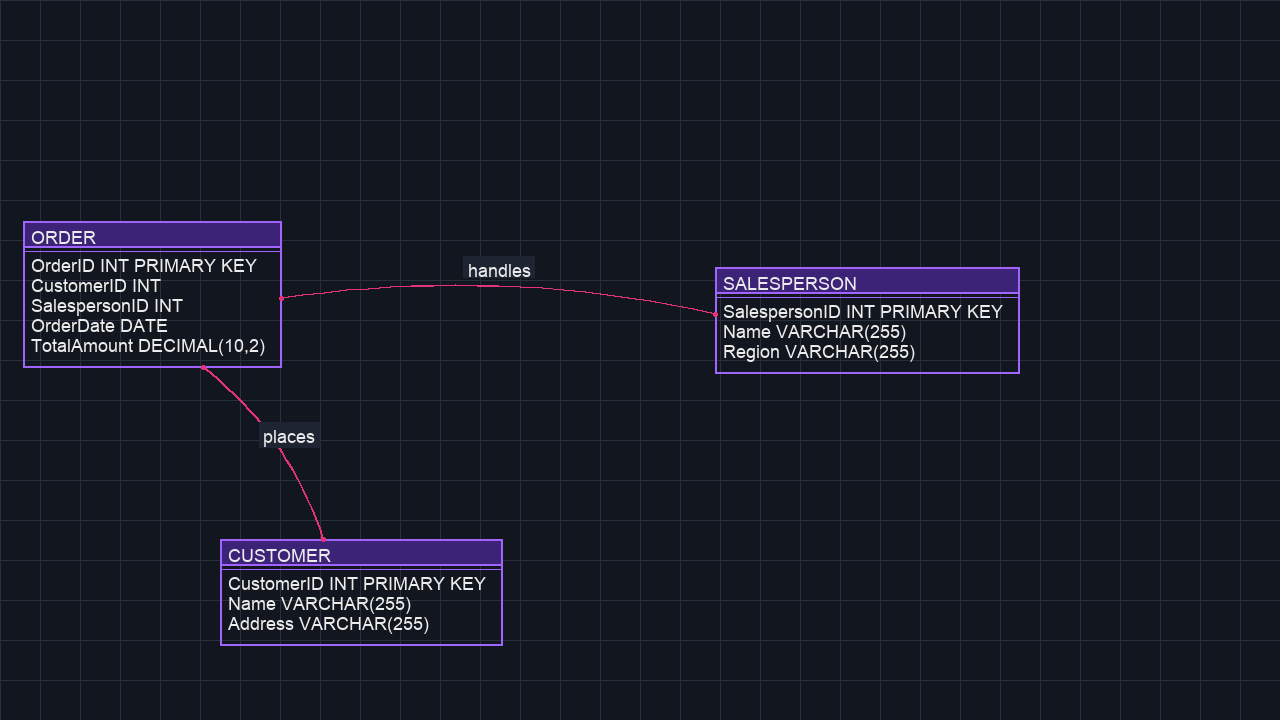 ORDER
OrderID INT PRIMARY KEY
CustomerID INT
SalespersonID INT
OrderDate DATE
TotalAmount DECIMAL(10,2)
handles
SALESPERSON
SalespersonID INT PRIMARY KEY
Name VARCHAR(255)
Region VARCHAR(255)
places
CUSTOMER
CustomerID INT PRIMARY KEY
Name VARCHAR(255)
Address VARCHAR(255)